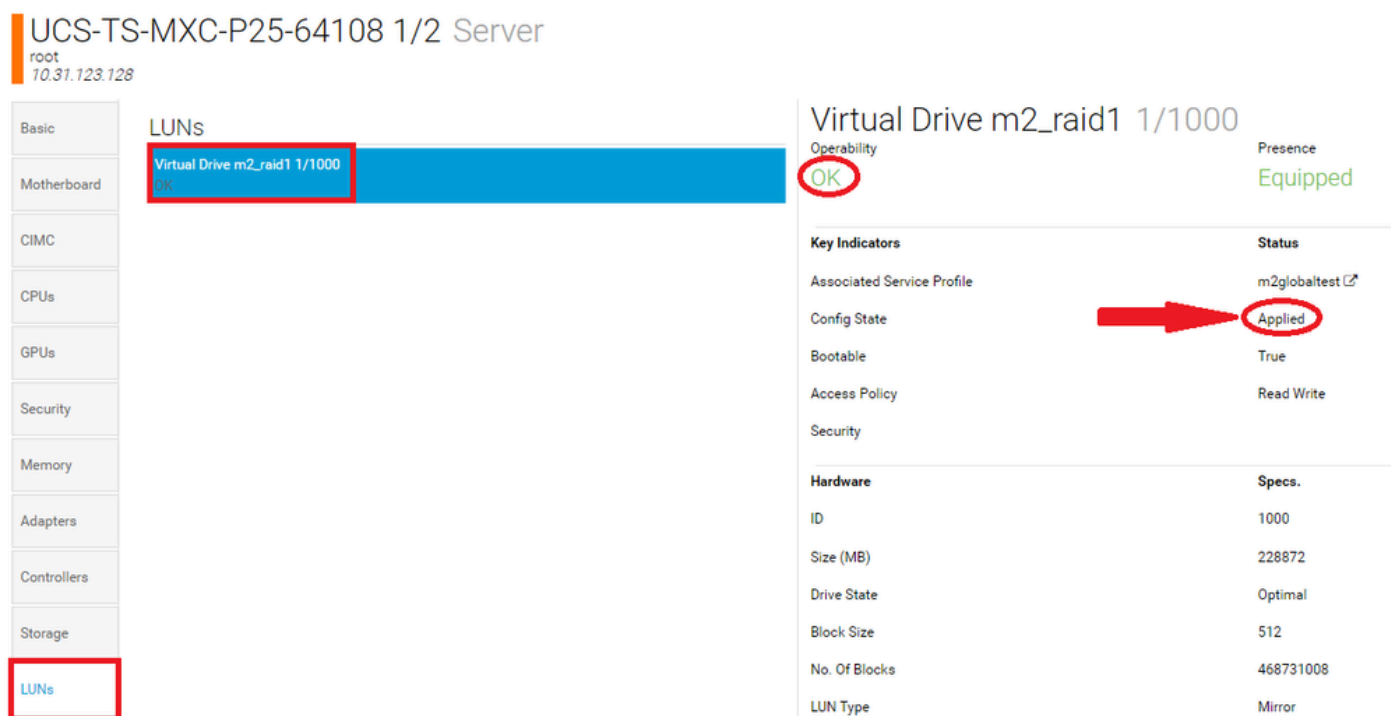 UCS-TS-MXC-P25-64108 1/2 Server
root
10.31.123.128
Basic
Motherboard
CIMC
CPUs
GPUs
Security
Memory
Adapters
Controllers
Storage
LUNs
LUNs
Virtual Drive m2_raid1 1/1000
OK
Virtual Drive m2_raid1 1/1000
Operability Presence
OK Equipped
Key Indicators Status
Associated Service Profile m2globaltest
Config State Applied
Bootable True
Access Policy Read Write
Security
Hardware Specs.
ID 1000
Size (MB) 228872
Drive State Optimal
Block Size 512
No. Of Blocks 468731008
LUN Type Mirror